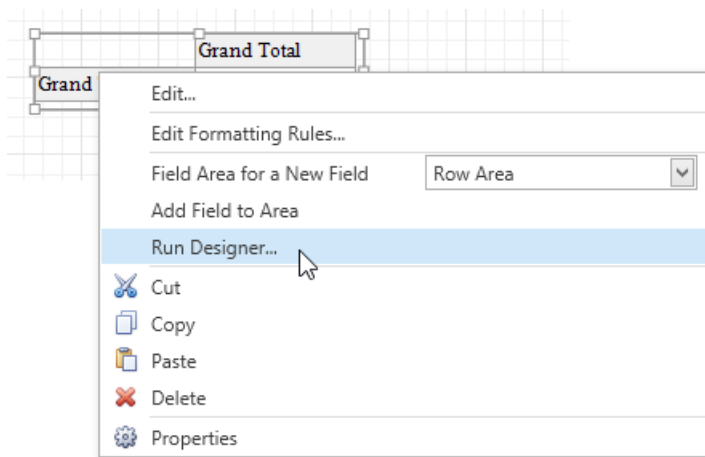 Grand Total
Grand
Edit...
Edit Formatting Rules...
Field Area for a New Field Row Area
Add Field to Area
Run Designer...
Cut
Copy
Paste
Delete
Properties